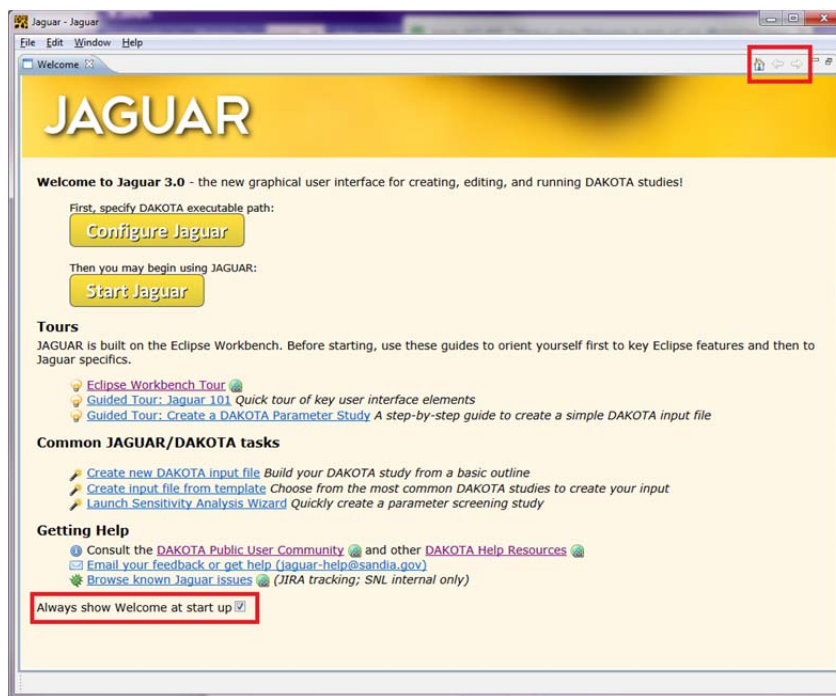 Jaguar - Jaguar
File Edit Window Help
Welcome
JAGUAR
Welcome to Jaguar 3.0 - the new graphical user interface for creating, editing, and running DAKOTA studies!
First, specify DAKOTA executable path:
Configure Jaguar
Then you may begin using JAGUAR:
Start Jaguar
Tours
JAGUAR is built on the Eclipse Workbench. Before starting, use these guides to orient yourself first to key Eclipse features and then to
Jaguar specifics.
Eclipse Workbench Tour
Guided Tour: Jaguar 101 Quick tour of key user interface elements
Guided Tour: Create a DAKOTA Parameter Study A step-by-step guide to create a simple DAKOTA input file
Common JAGUAR/DAKOTA tasks
Create new DAKOTA input file Build your DAKOTA study from a basic outline
Create input file from template Choose from the most common DAKOTA studies to create your input
Launch Sensitivity Analysis Wizard Quickly create a parameter screening study
Getting Help
Consult the DAKOTA Public User Community and other DAKOTA Help Resources
Email your feedback or get help (jaguar-help@sandia.gov)
Browse known Jaguar issues (JIRA tracking; SNL internal only)
Always show Welcome at start up